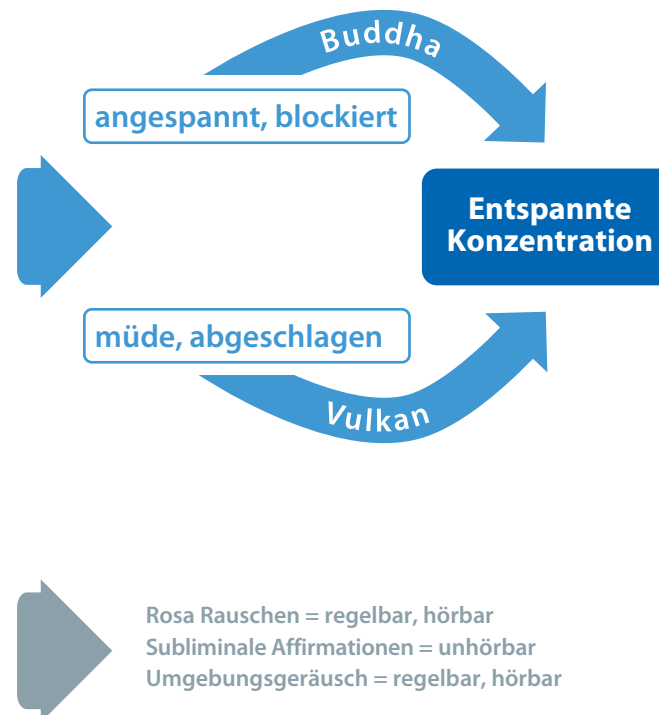 Buddha
angespannt, blockiert
Entspannte
Konzentration
müde, abgeschlagen
Vulkan
Rosa Rauschen = regelbar, hörbar
Subliminale Affirmationen = unhörbar
Umgebungsgeräusch = regelbar, hörbar